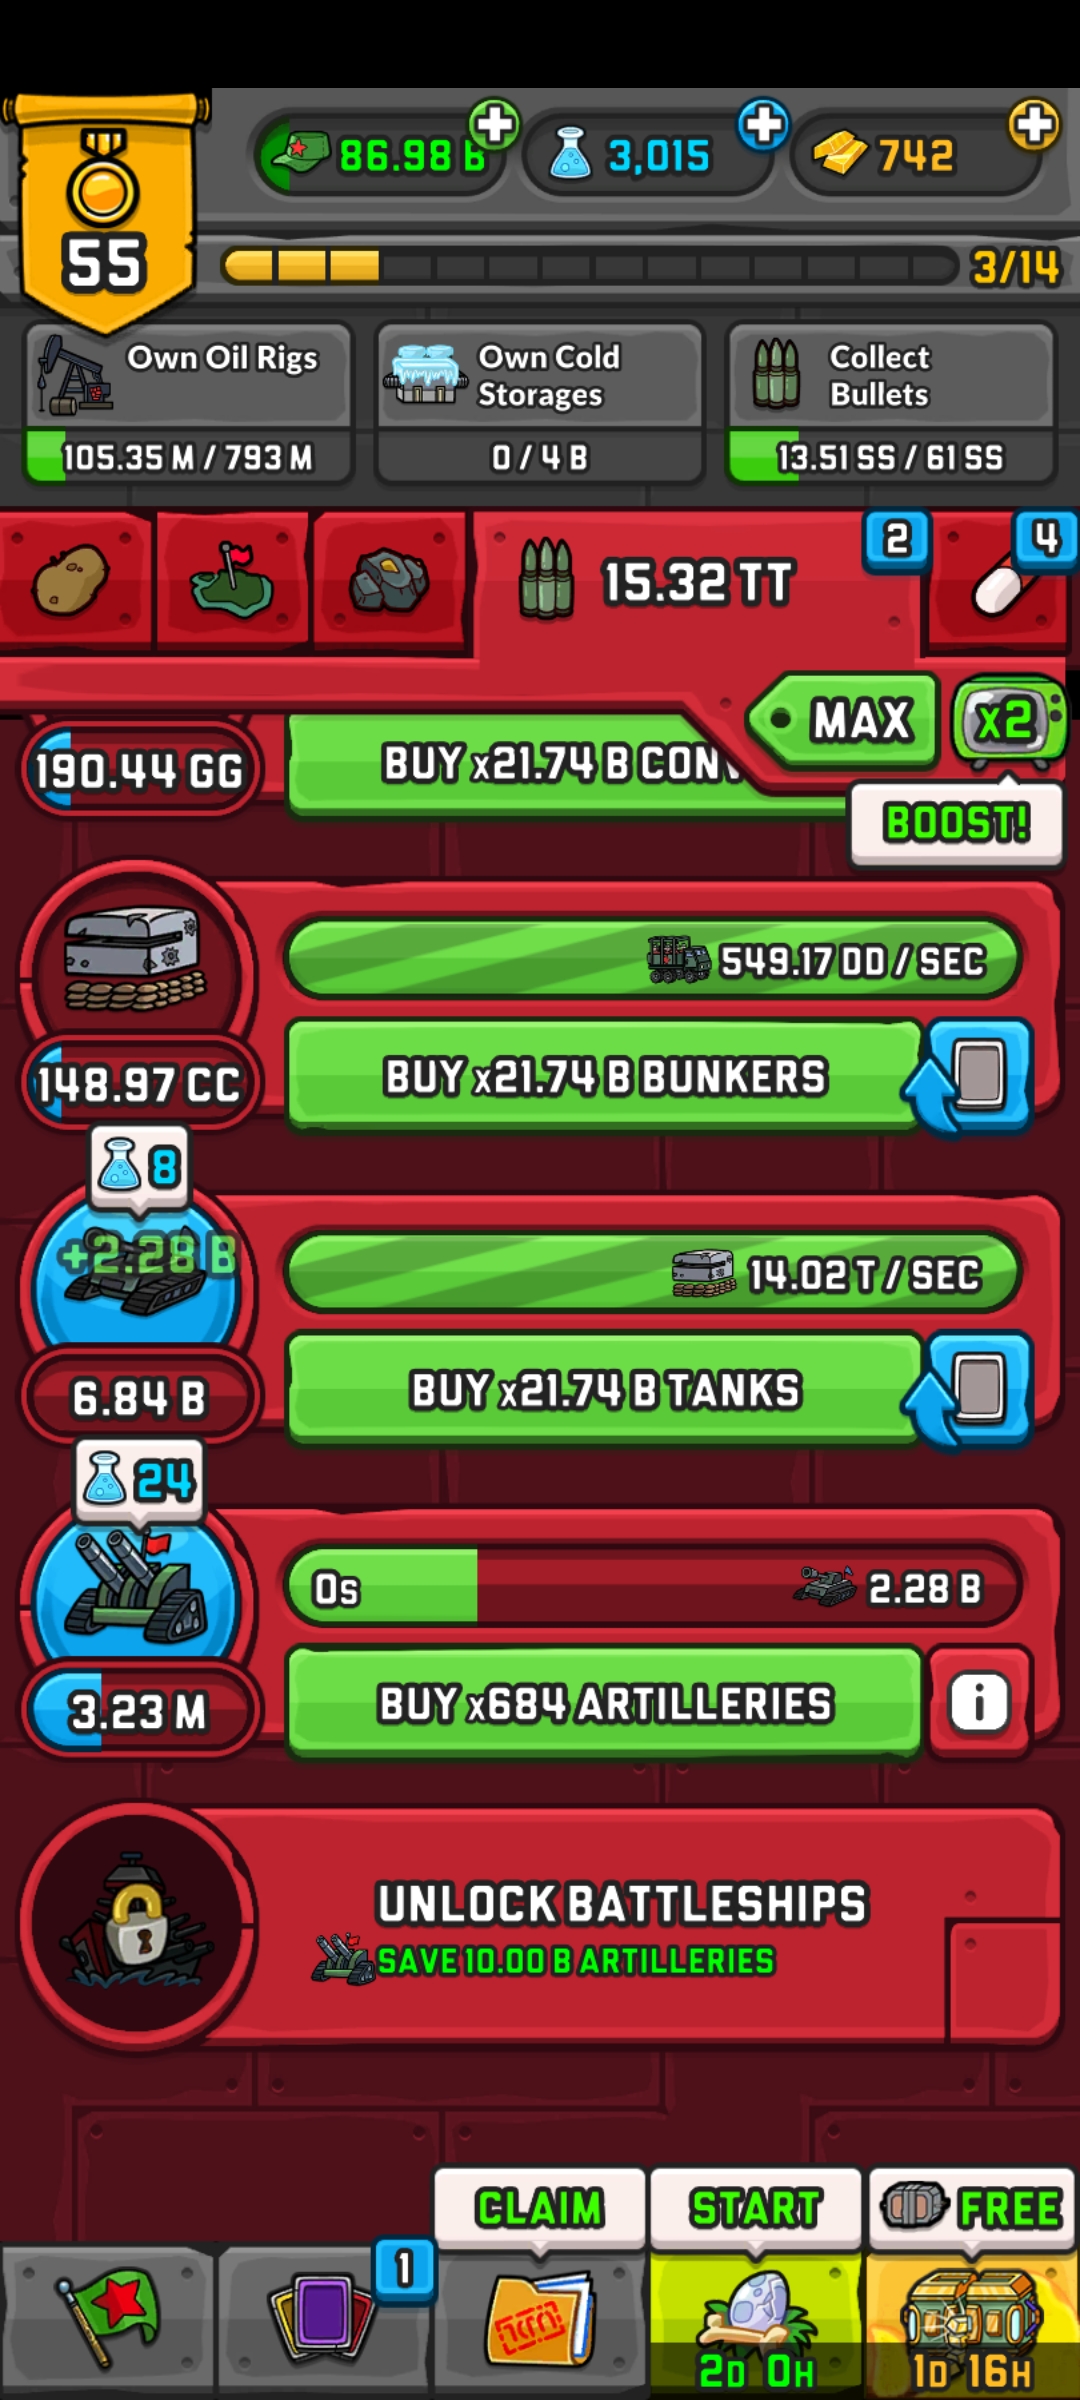 86.98 B
3,015
742
55
3/14
Own Oil Rigs
105.35 M / 793 M
Own Cold
Storages
0 / 4 B
Collect
Bullets
13.51 SS / 61 SS
15.32 TT
2
4
MAX
x2
BOOST!
190.44 GG
BUY x21.74 B CON
549.17 DD / SEC
148.97 CC
BUY x21.74 B BUNKERS
8
+2.28 B
14.02 T / SEC
6.84 B
BUY x21.74 B TANKS
24
0s
2.28 B
3.23 M
BUY x684 ARTILLERIES
i
UNLOCK BATTLESHIPS
SAVE 10.00 B ARTILLERIES
CLAIM
START
FREE
1
2D 0H
1D 16H